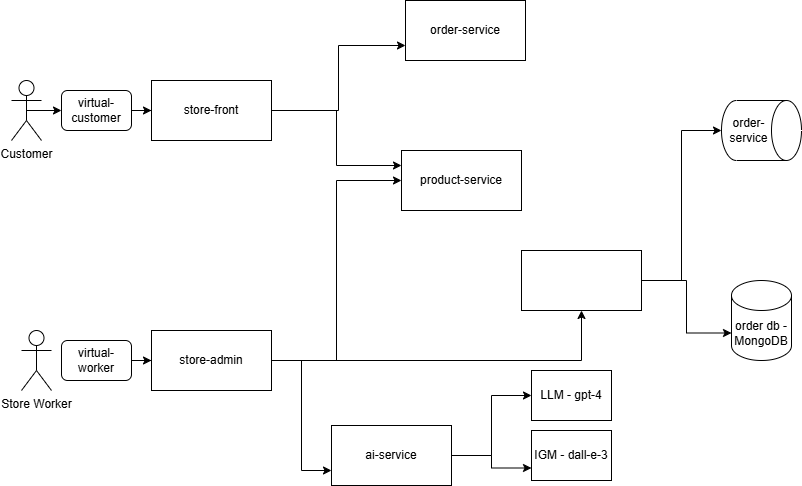 order-service
virtual-
customer
store-front
Customer
order-
service
product-service
order db -
MongoDB
virtual-
worker
store-admin
Store Worker
LLM - gpt-4
ai-service
IGM - dall-e-3